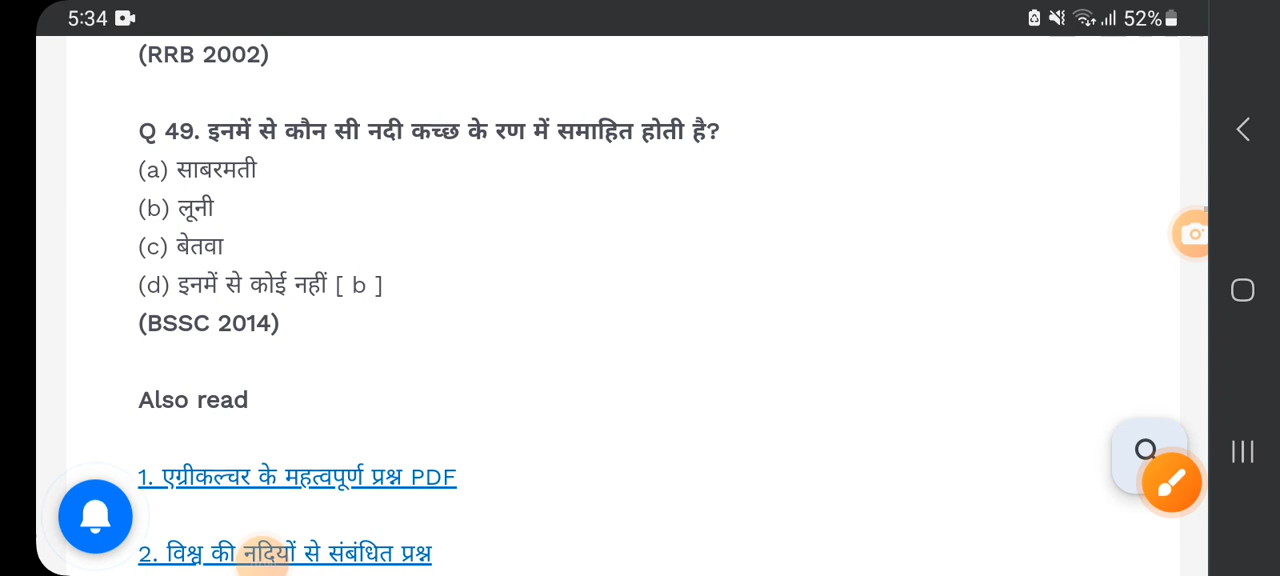 5:34
52%
(RRB 2002)
Q 49. इनमें से कौन सी नदी कच्छ के रण में समाहित होती है?
(a) साबरमती
(b) लूनी
(c) बेतवा
(d) इनमें से कोई नहीं [ b ]
(BSSC 2014)
Also read
1. एग्रीकल्चर के महत्वपूर्ण प्रश्न PDF
2. विश्व की नदियों से संबंधित प्रश्न